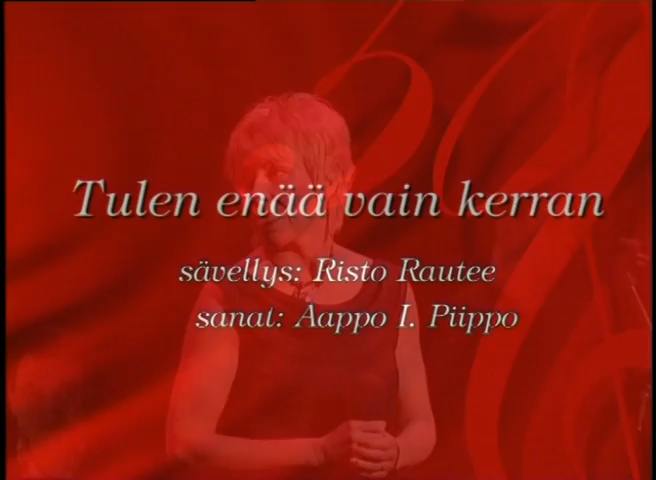 Tulen enää vain kerran
sävellys: Risto Rautee
sanat: Aappo I. Piippo